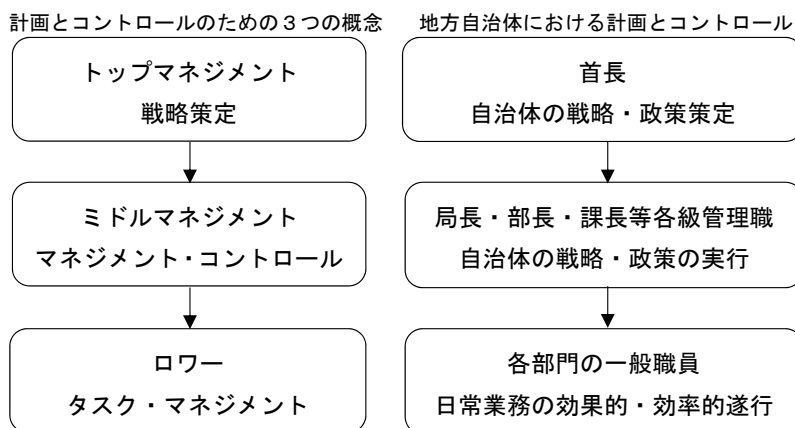 計画とコントロールのための３つの概念
トップマネジメント
戦略策定
ミドルマネジメント
マネジメント・コントロール
ロワー
タスク・マネジメント
地方自治体における計画とコントロール
首長
自治体の戦略・政策策定
局長・部長・課長等各級管理職
自治体の戦略・政策の実行
各部門の一般職員
日常業務の効果的・効率的遂行